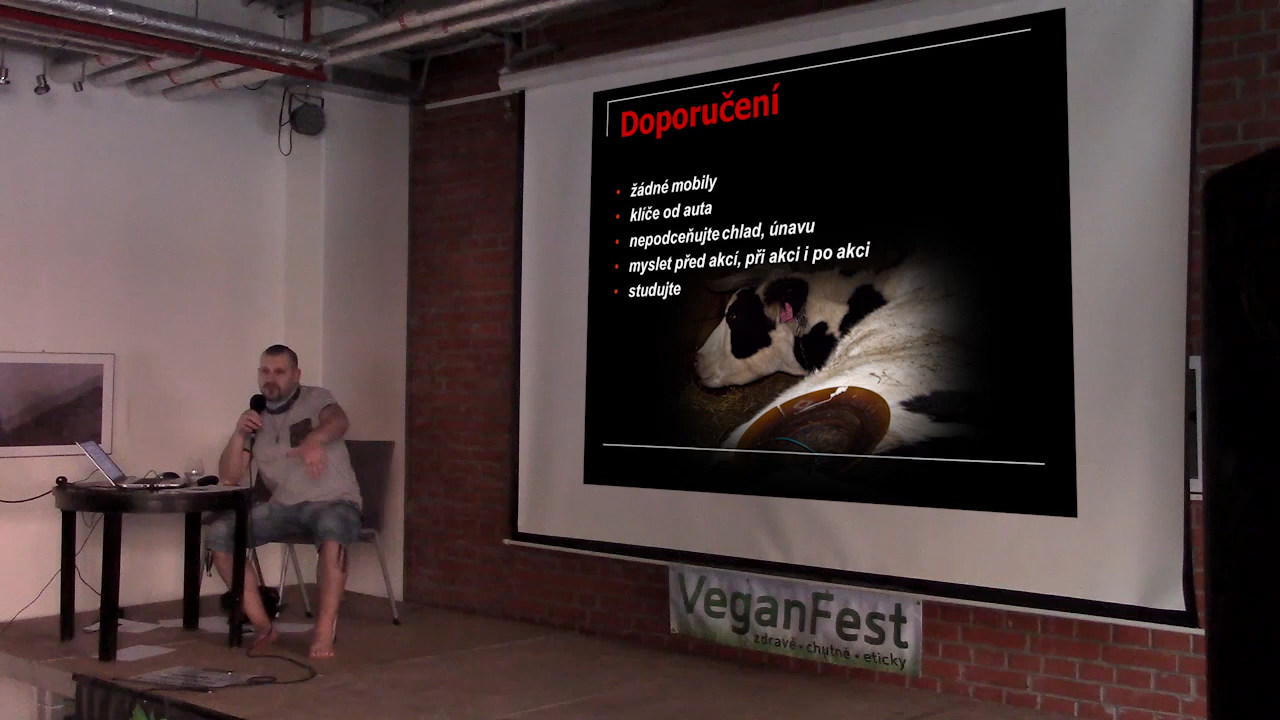 Doporučení
žádné mobily
klíče od auta
nepodceňujte chlad, únavu
myslet před akcí, při akci i po akci
studujte
VeganFest
zdravě • chutně • eticky